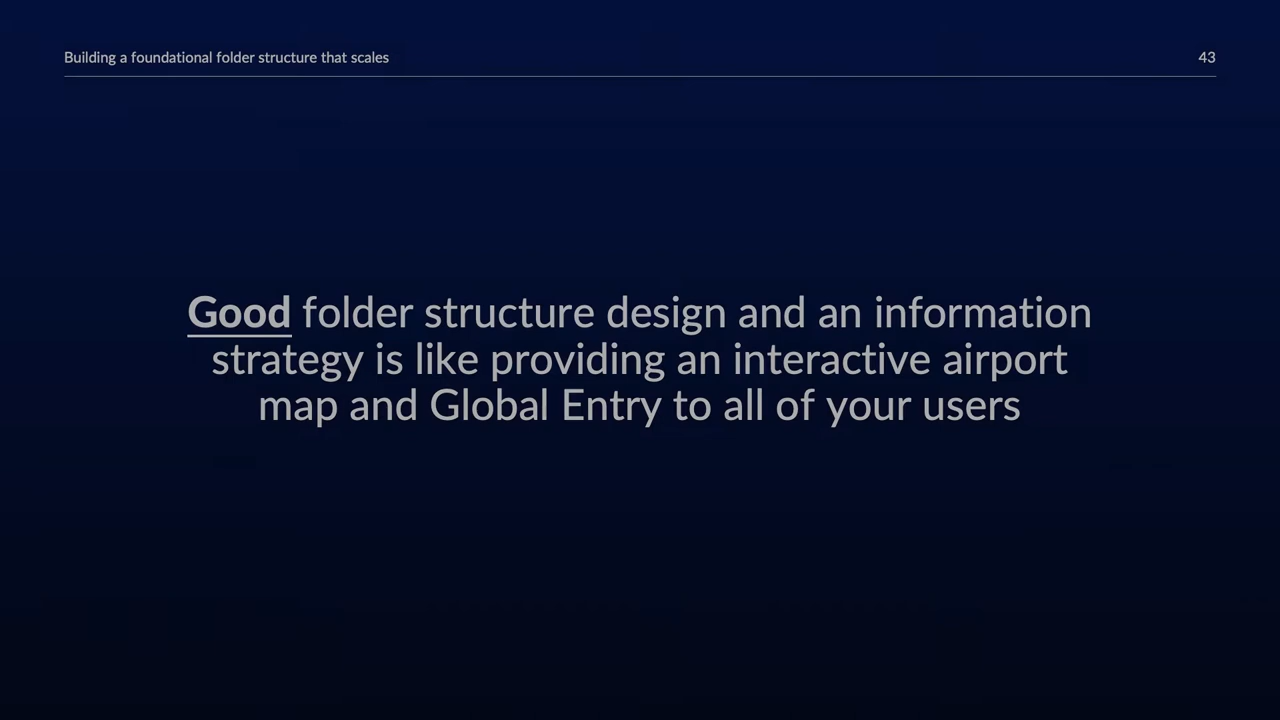 Building a foundational folder structure that scales
43
Good folder structure design and an information
strategy is like providing an interactive airport
map and Global Entry to all of your users